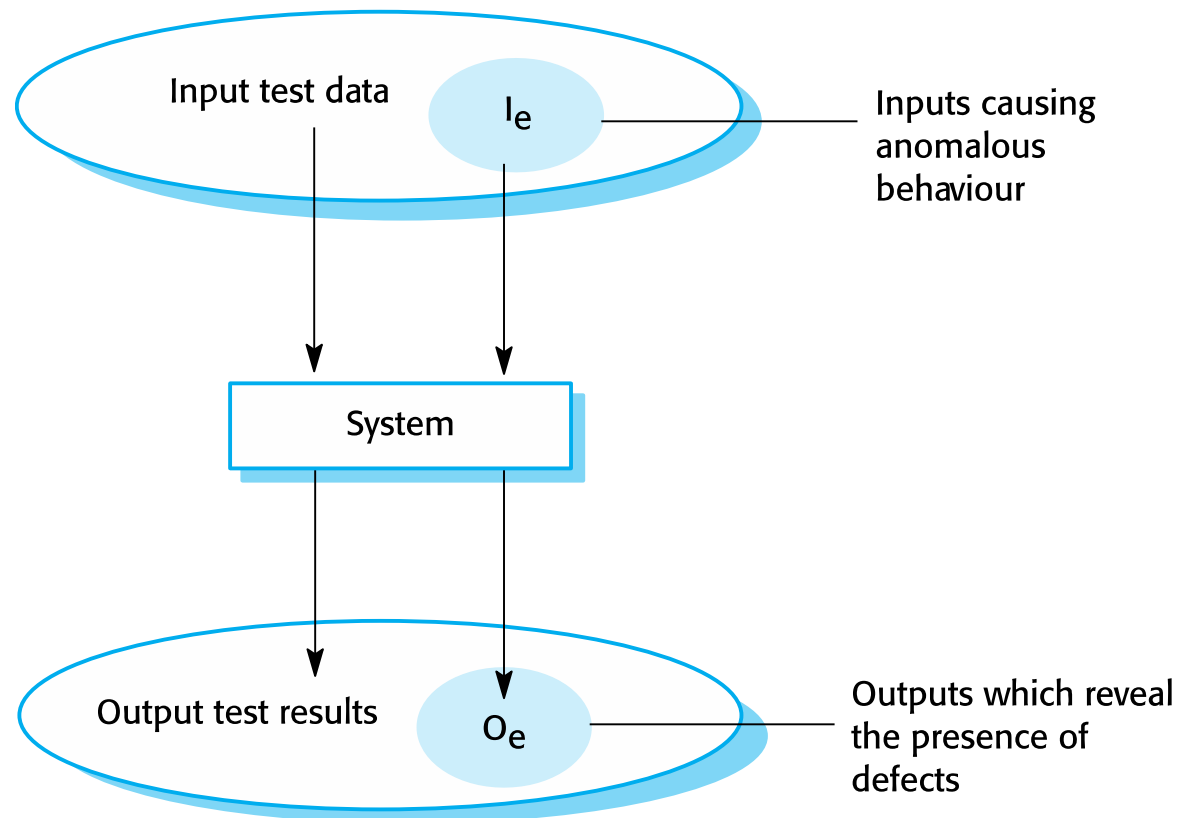 Input test data
Ie
Inputs causing
anomalous
behaviour
System
Output test results
Oe
Outputs which reveal
the presence of
defects